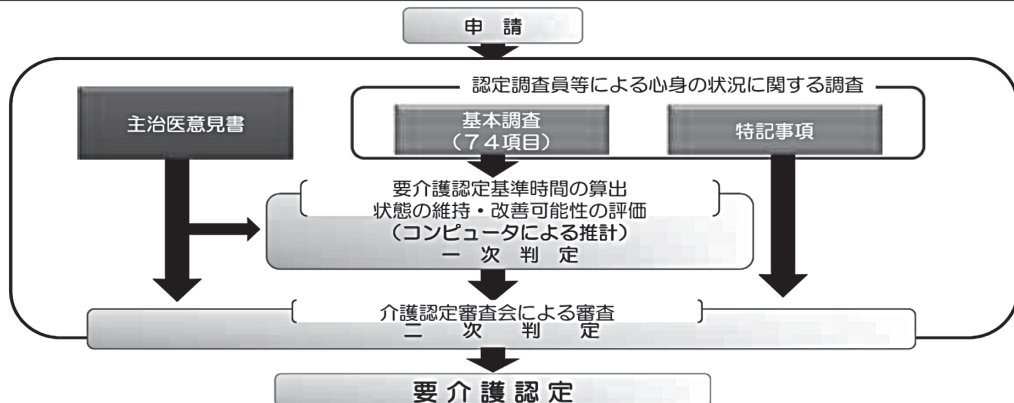 申 請
認定調査員等による心身の状況に関する調査
主治医意見書
基本調査
（７４項目）
特記事項
要介護認定基準時間の算出
状態の維持・改善可能性の評価
（コンピュータによる推計）
一 次 判 定
介護認定審査会による審査
二 次 判 定
要介護認定